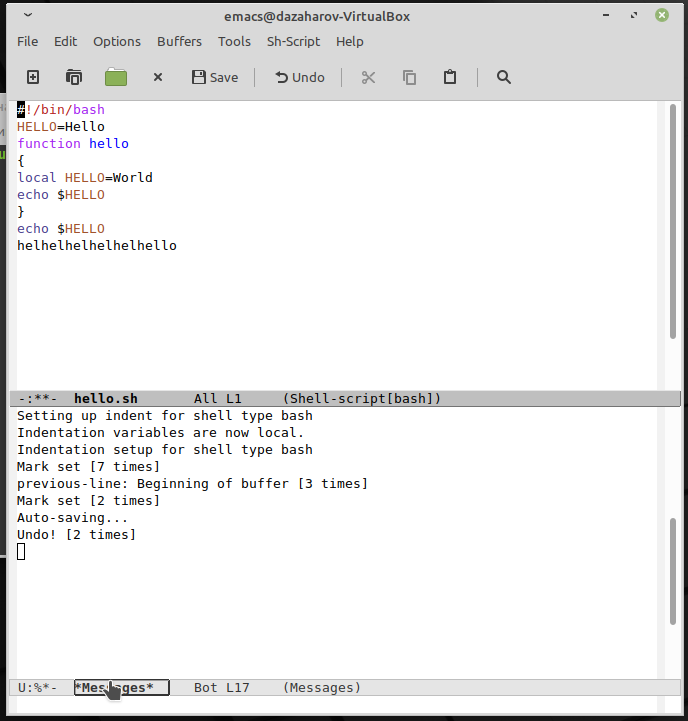 emacs@dazaharov-VirtualBox
File Edit Options Buffers Tools Sh-Script Help
Save Undo
#!/bin/bash
HELLO=Hello
function hello
{
local HELLO=World
echo $HELLO
}
echo $HELLO
helhelhelhelhelhello
-:**- hello.sh All L1 (Shell-script[bash])
Setting up indent for shell type bash
Indentation variables are now local.
Indentation setup for shell type bash
Mark set [7 times]
previous-line: Beginning of buffer [3 times]
Mark set [2 times]
Auto-saving...
Undo! [2 times]
U:%*- *Messages* Bot L17 (Messages)